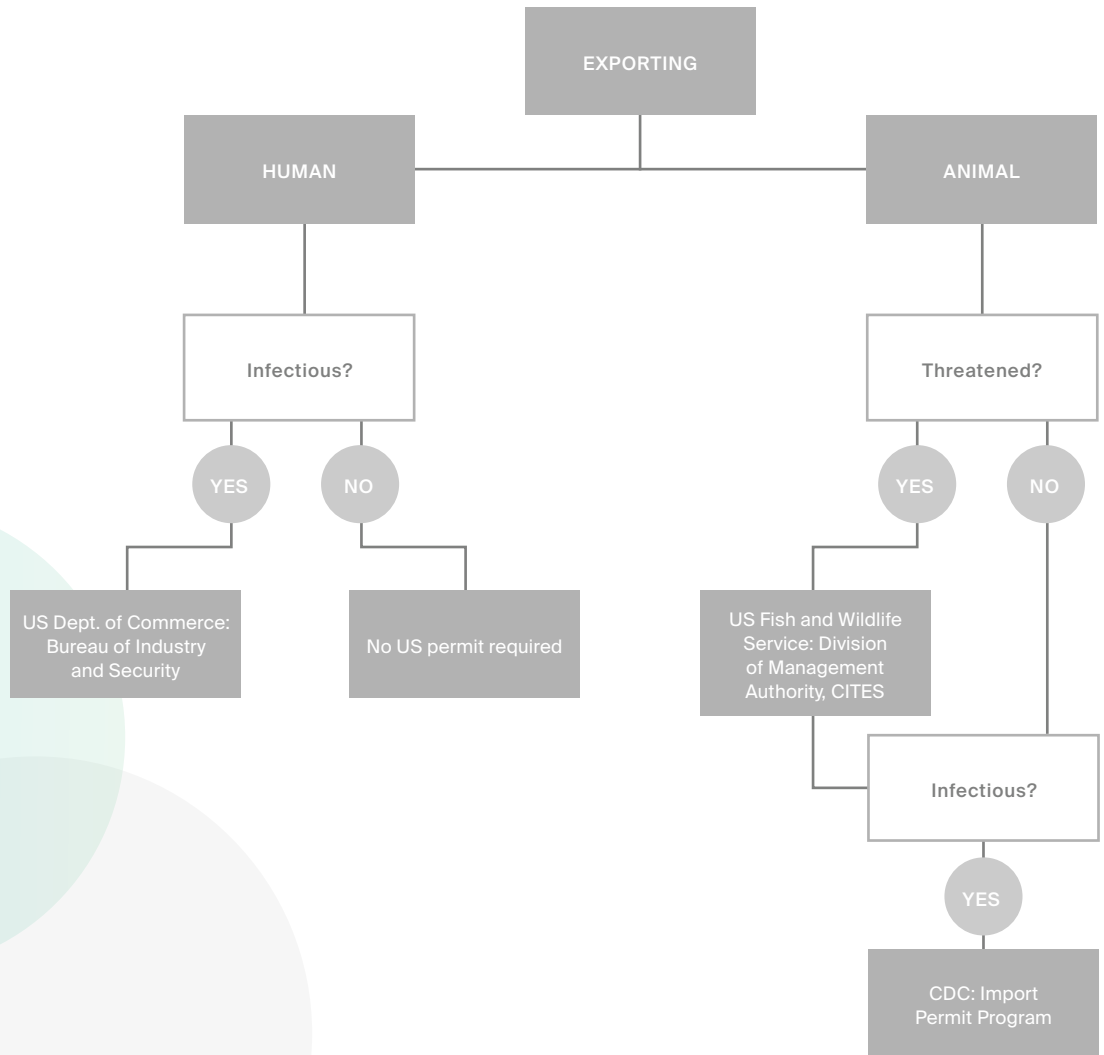 EXPORTING
HUMAN
ANIMAL
Infectious?
Threatened?
YES
NO
YES
NO
US Dept. of Commerce:
Bureau of Industry
and Security
No US permit required
US Fish and Wildlife
Service: Division
of Management
Authority, CITES
Infectious?
YES
CDC: Import
Permit Program